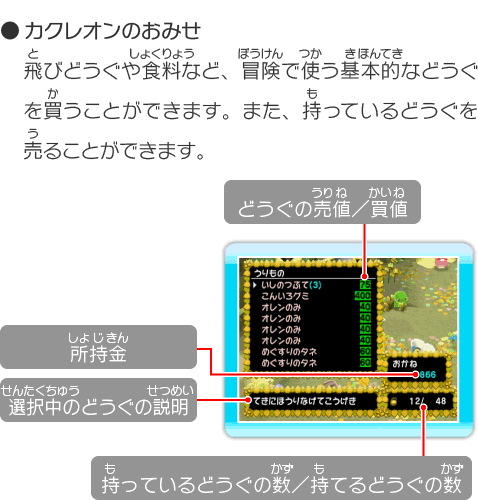 ● カクレオンのおみせ
飛びどうぐや食料など、冒険で使う基本的などうぐ
と しょくりょう ぼうけん つか きほんてき
を買うことができます。また、持っているどうぐを
か も
売ることができます。
う
どうぐの売値／買値
うりね かいね
うりもの
いしのつぶて(3)
こんいろグミ 400
オレンのみ
オレンのみ
オレンのみ
オレンのみ
めぐすりのタネ
めぐすりのタネ
所持金
しょじきん
おかね
866
選択中のどうぐの説明
せんたくちゅう せつめい
てきにほうりなげてこうげき
12/ 48
持っているどうぐの数／持てるどうぐの数
も かず も かず